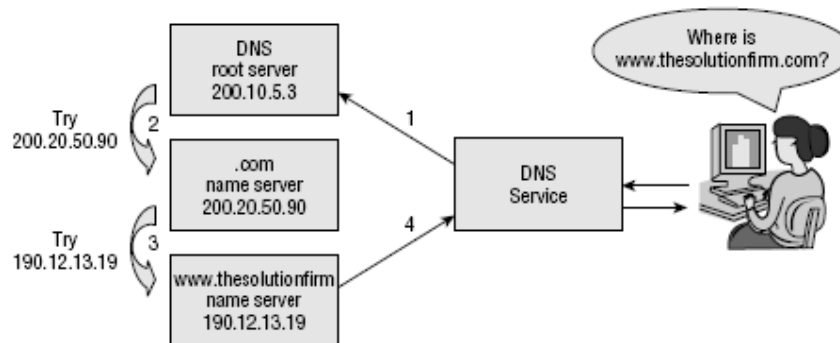 DNS
root server
200.10.5.3
Where is
www.thesolutionfirm.com?
Try
200.20.50.90
2
1
.com
name server
200.20.50.90
DNS
Service
Try
190.12.13.19
3
4
www.thesolutionfirm
name server
190.12.13.19